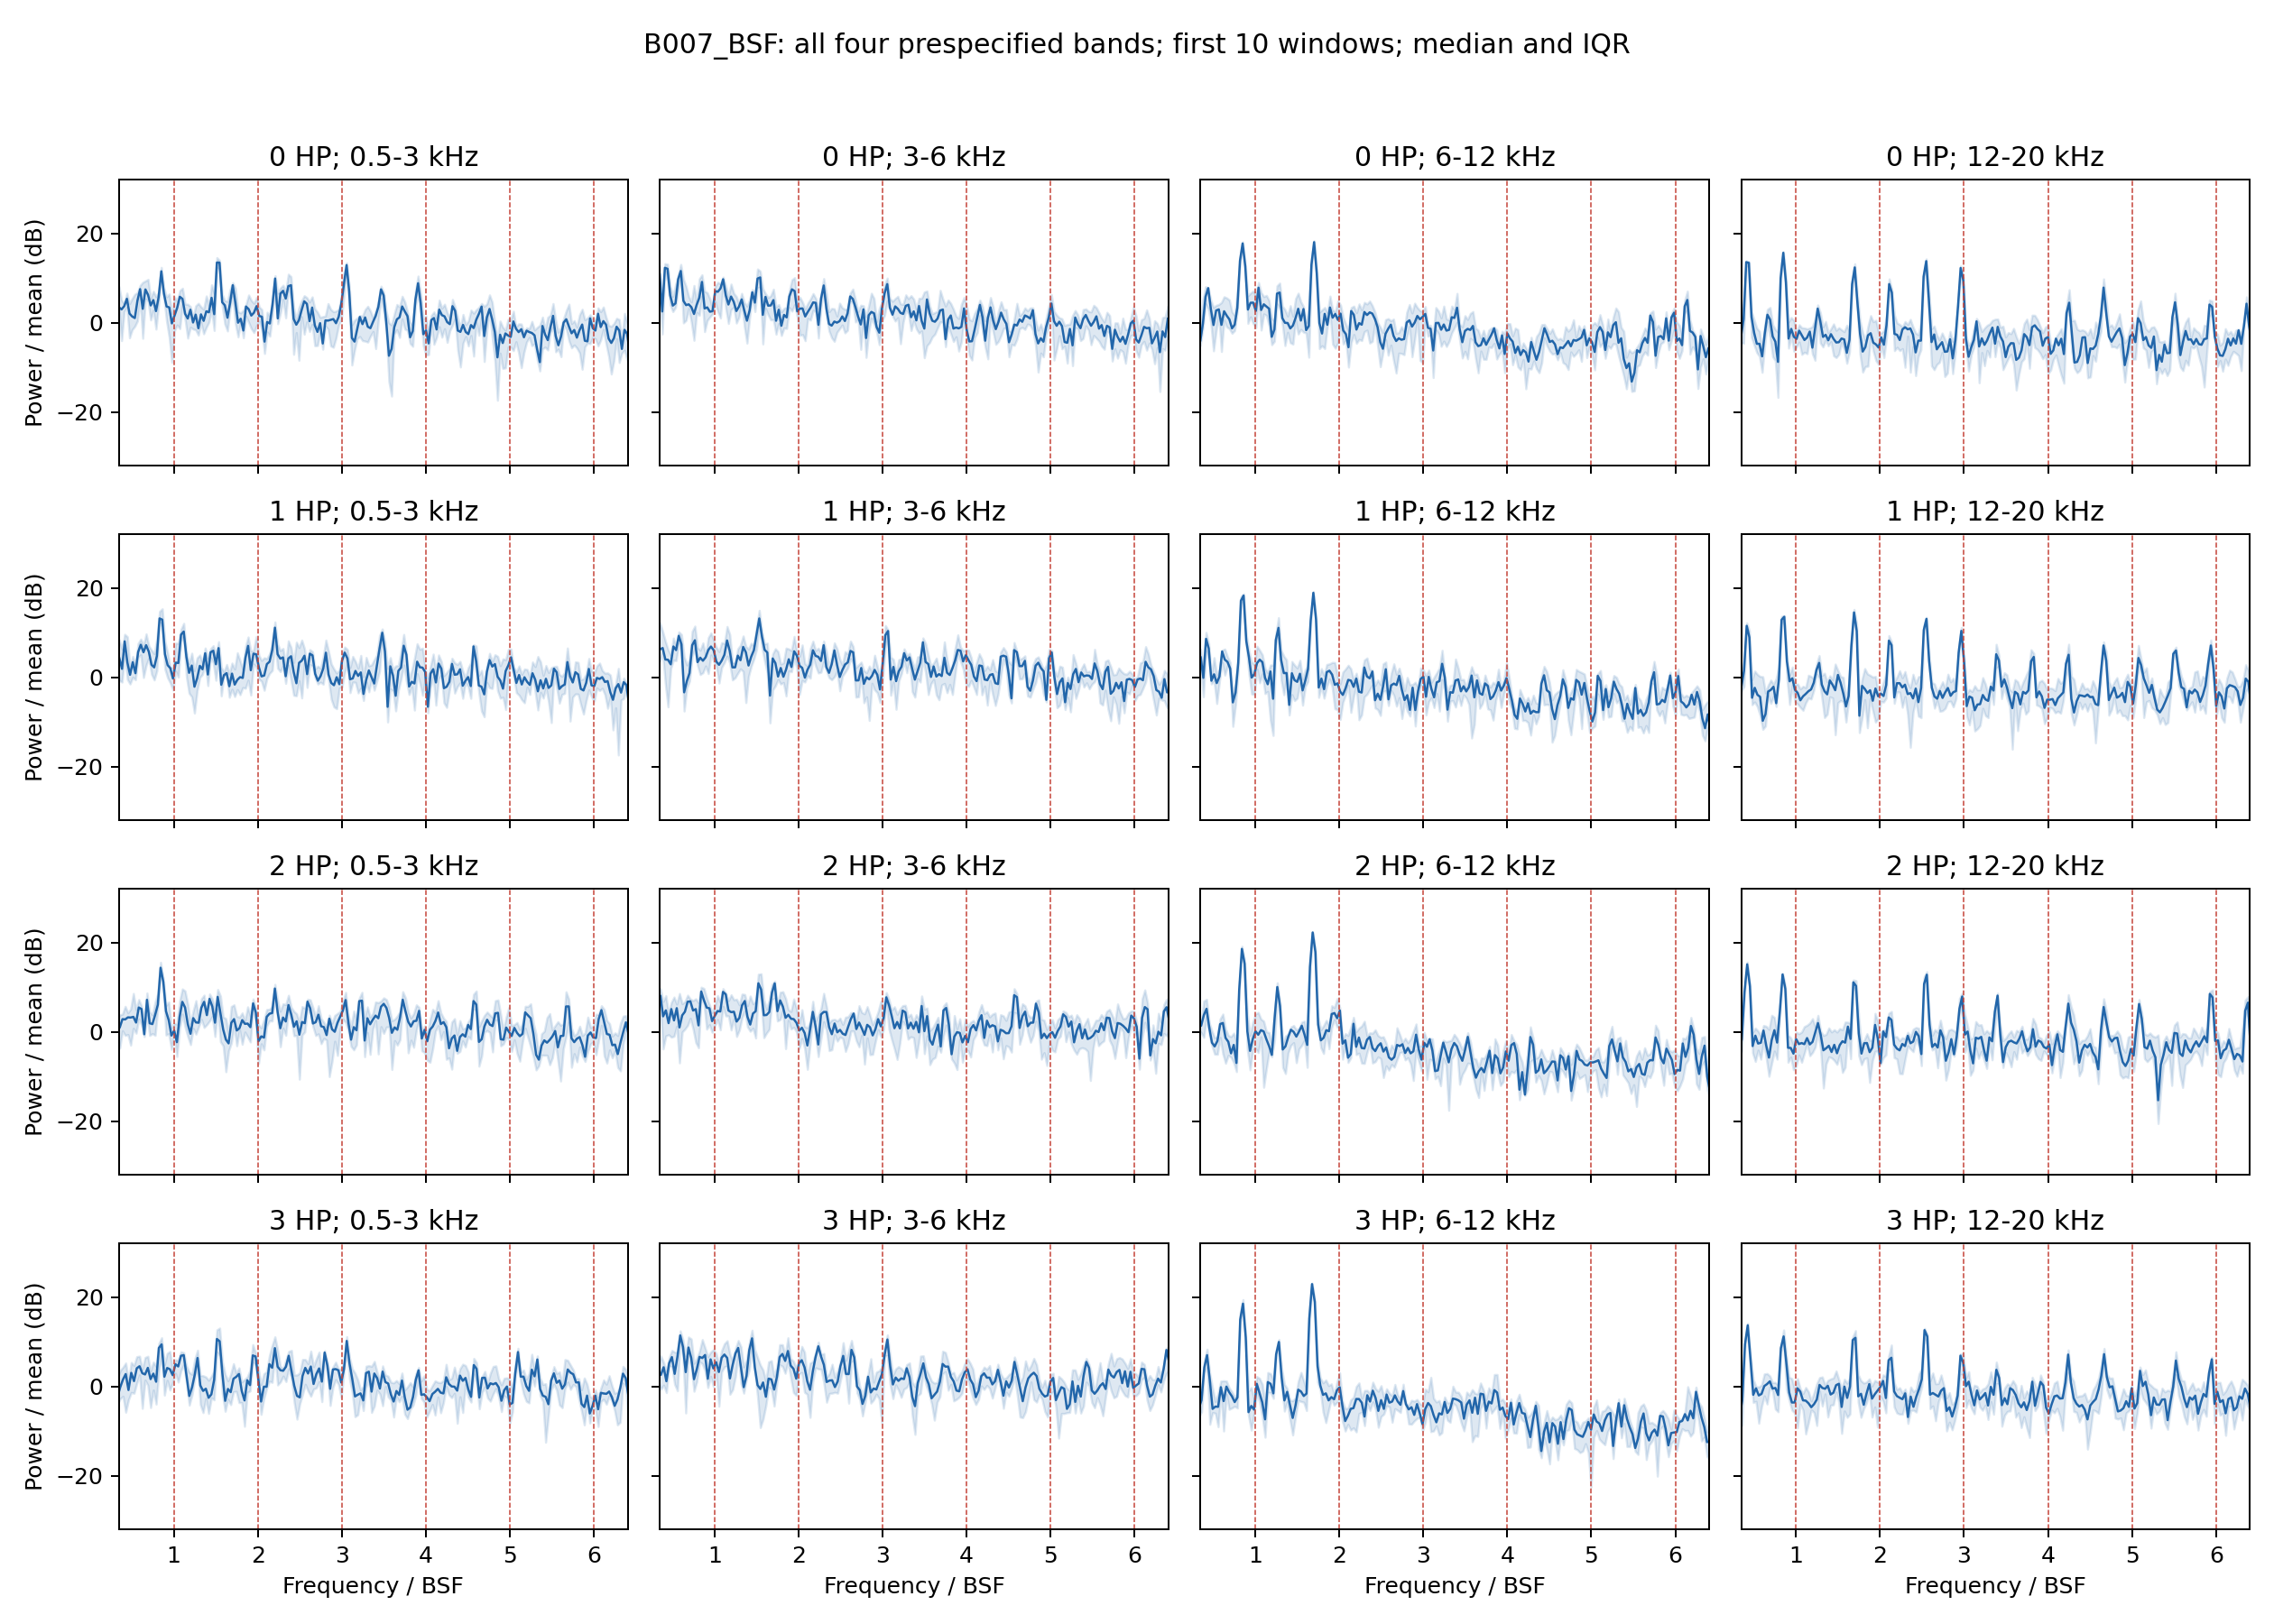 B007_BSF: all four prespecified bands; first 10 windows; median and IQR
0 HP; 0.5-3 kHz
0 HP; 3-6 kHz
0 HP; 6-12 kHz
0 HP; 12-20 kHz
Power / mean (dB)
20
0
−20
1 HP; 0.5-3 kHz
1 HP; 3-6 kHz
1 HP; 6-12 kHz
1 HP; 12-20 kHz
Power / mean (dB)
20
0
−20
2 HP; 0.5-3 kHz
2 HP; 3-6 kHz
2 HP; 6-12 kHz
2 HP; 12-20 kHz
Power / mean (dB)
20
0
−20
3 HP; 0.5-3 kHz
3 HP; 3-6 kHz
3 HP; 6-12 kHz
3 HP; 12-20 kHz
Power / mean (dB)
20
0
−20
1 2 3 4 5 6
1 2 3 4 5 6
1 2 3 4 5 6
1 2 3 4 5 6
Frequency / BSF
Frequency / BSF
Frequency / BSF
Frequency / BSF